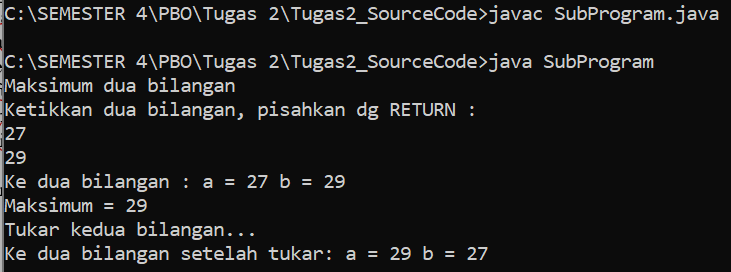 C:\SEMESTER 4\PBO\Tugas 2\Tugas2_SourceCode>javac SubProgram.java
C:\SEMESTER 4\PBO\Tugas 2\Tugas2_SourceCode>java SubProgram
Maksimum dua bilangan
Ketikkan dua bilangan, pisahkan dg RETURN :
27
29
Ke dua bilangan : a = 27 b = 29
Maksimum = 29
Tukar kedua bilangan...
Ke dua bilangan setelah tukar: a = 29 b = 27